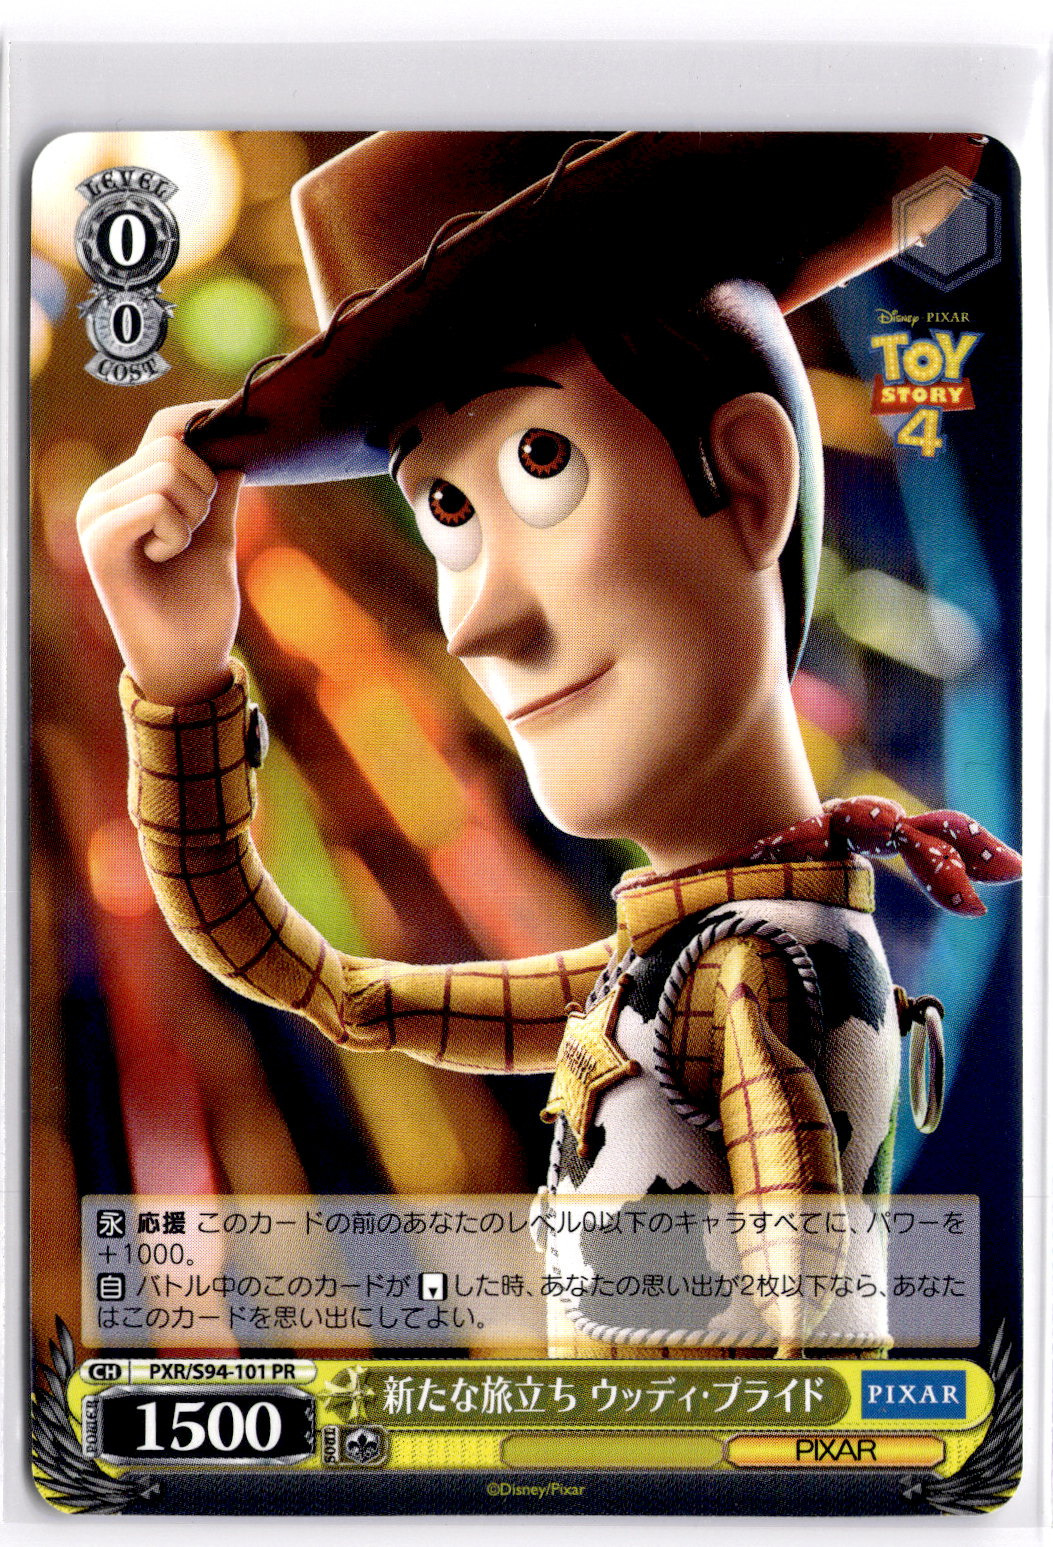 LEVEL
0
0
COST
Disney · PIXAR
TOY
STORY
4
永 応援 このカードの前のあなたのレベル0以下のキャラすべてに、パワーを
＋1000。
自 バトル中のこのカードが した時、あなたの思い出が2枚以下なら、あなた
はこのカードを思い出にしてよい。
CH PXR/S94-101 PR
新たな旅立ち ウッディ・プライド
PIXAR
POWER
1500
SOUL
PIXAR
©Disney/Pixar